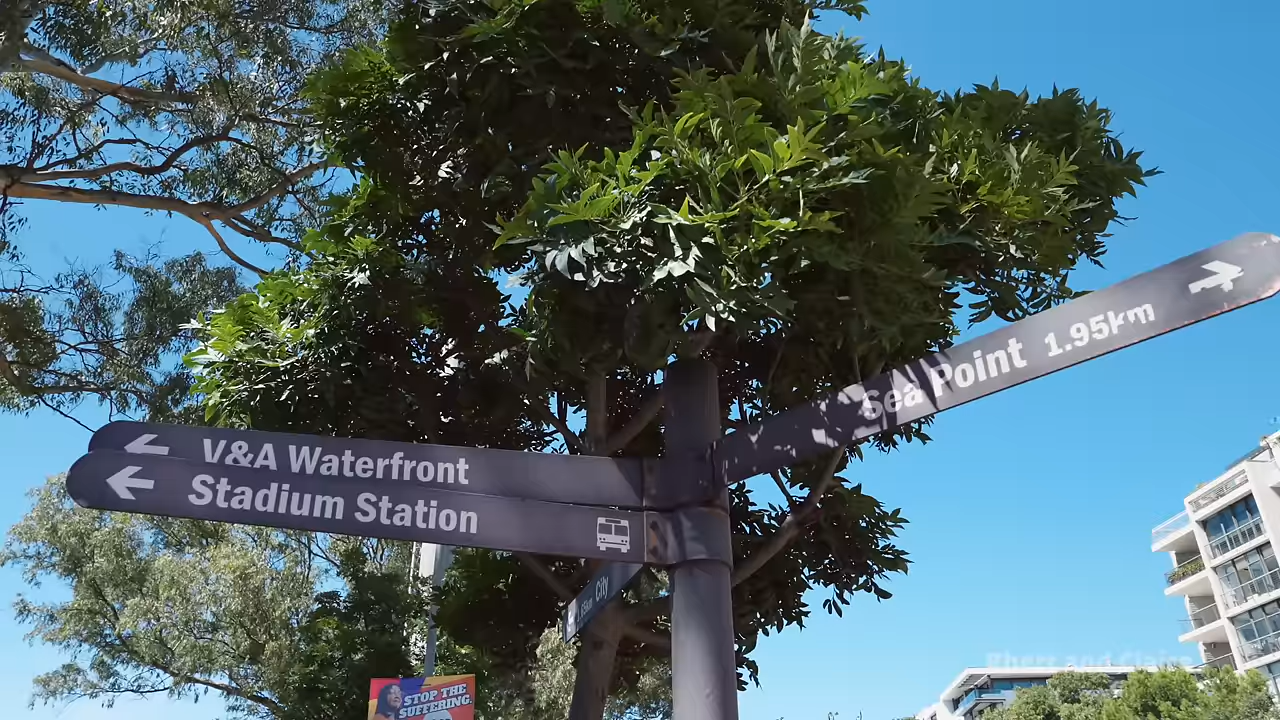 V&A Waterfront
Stadium Station
Sea Point 1.95km
City
STOP THE
SUFFERING.